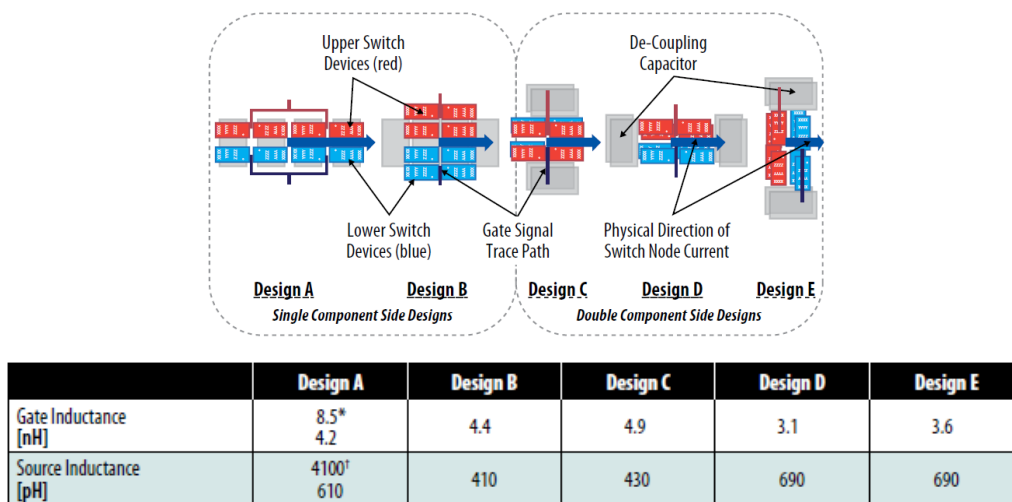 Upper Switch
Devices (red)
De-Coupling
Capacitor
Lower Switch
Devices (blue)
Gate Signal
Trace Path
Physical Direction of
Switch Node Current
Design A
Design B
Design C
Design D
Design E
Single Component Side Designs
Double Component Side Designs
Design A Design B Design C Design D Design E
Gate Inductance
[nH]
8.5*
4.2
4.4 4.9 3.1 3.6
Source Inductance
[pH]
4100†
610
410 430 690 690